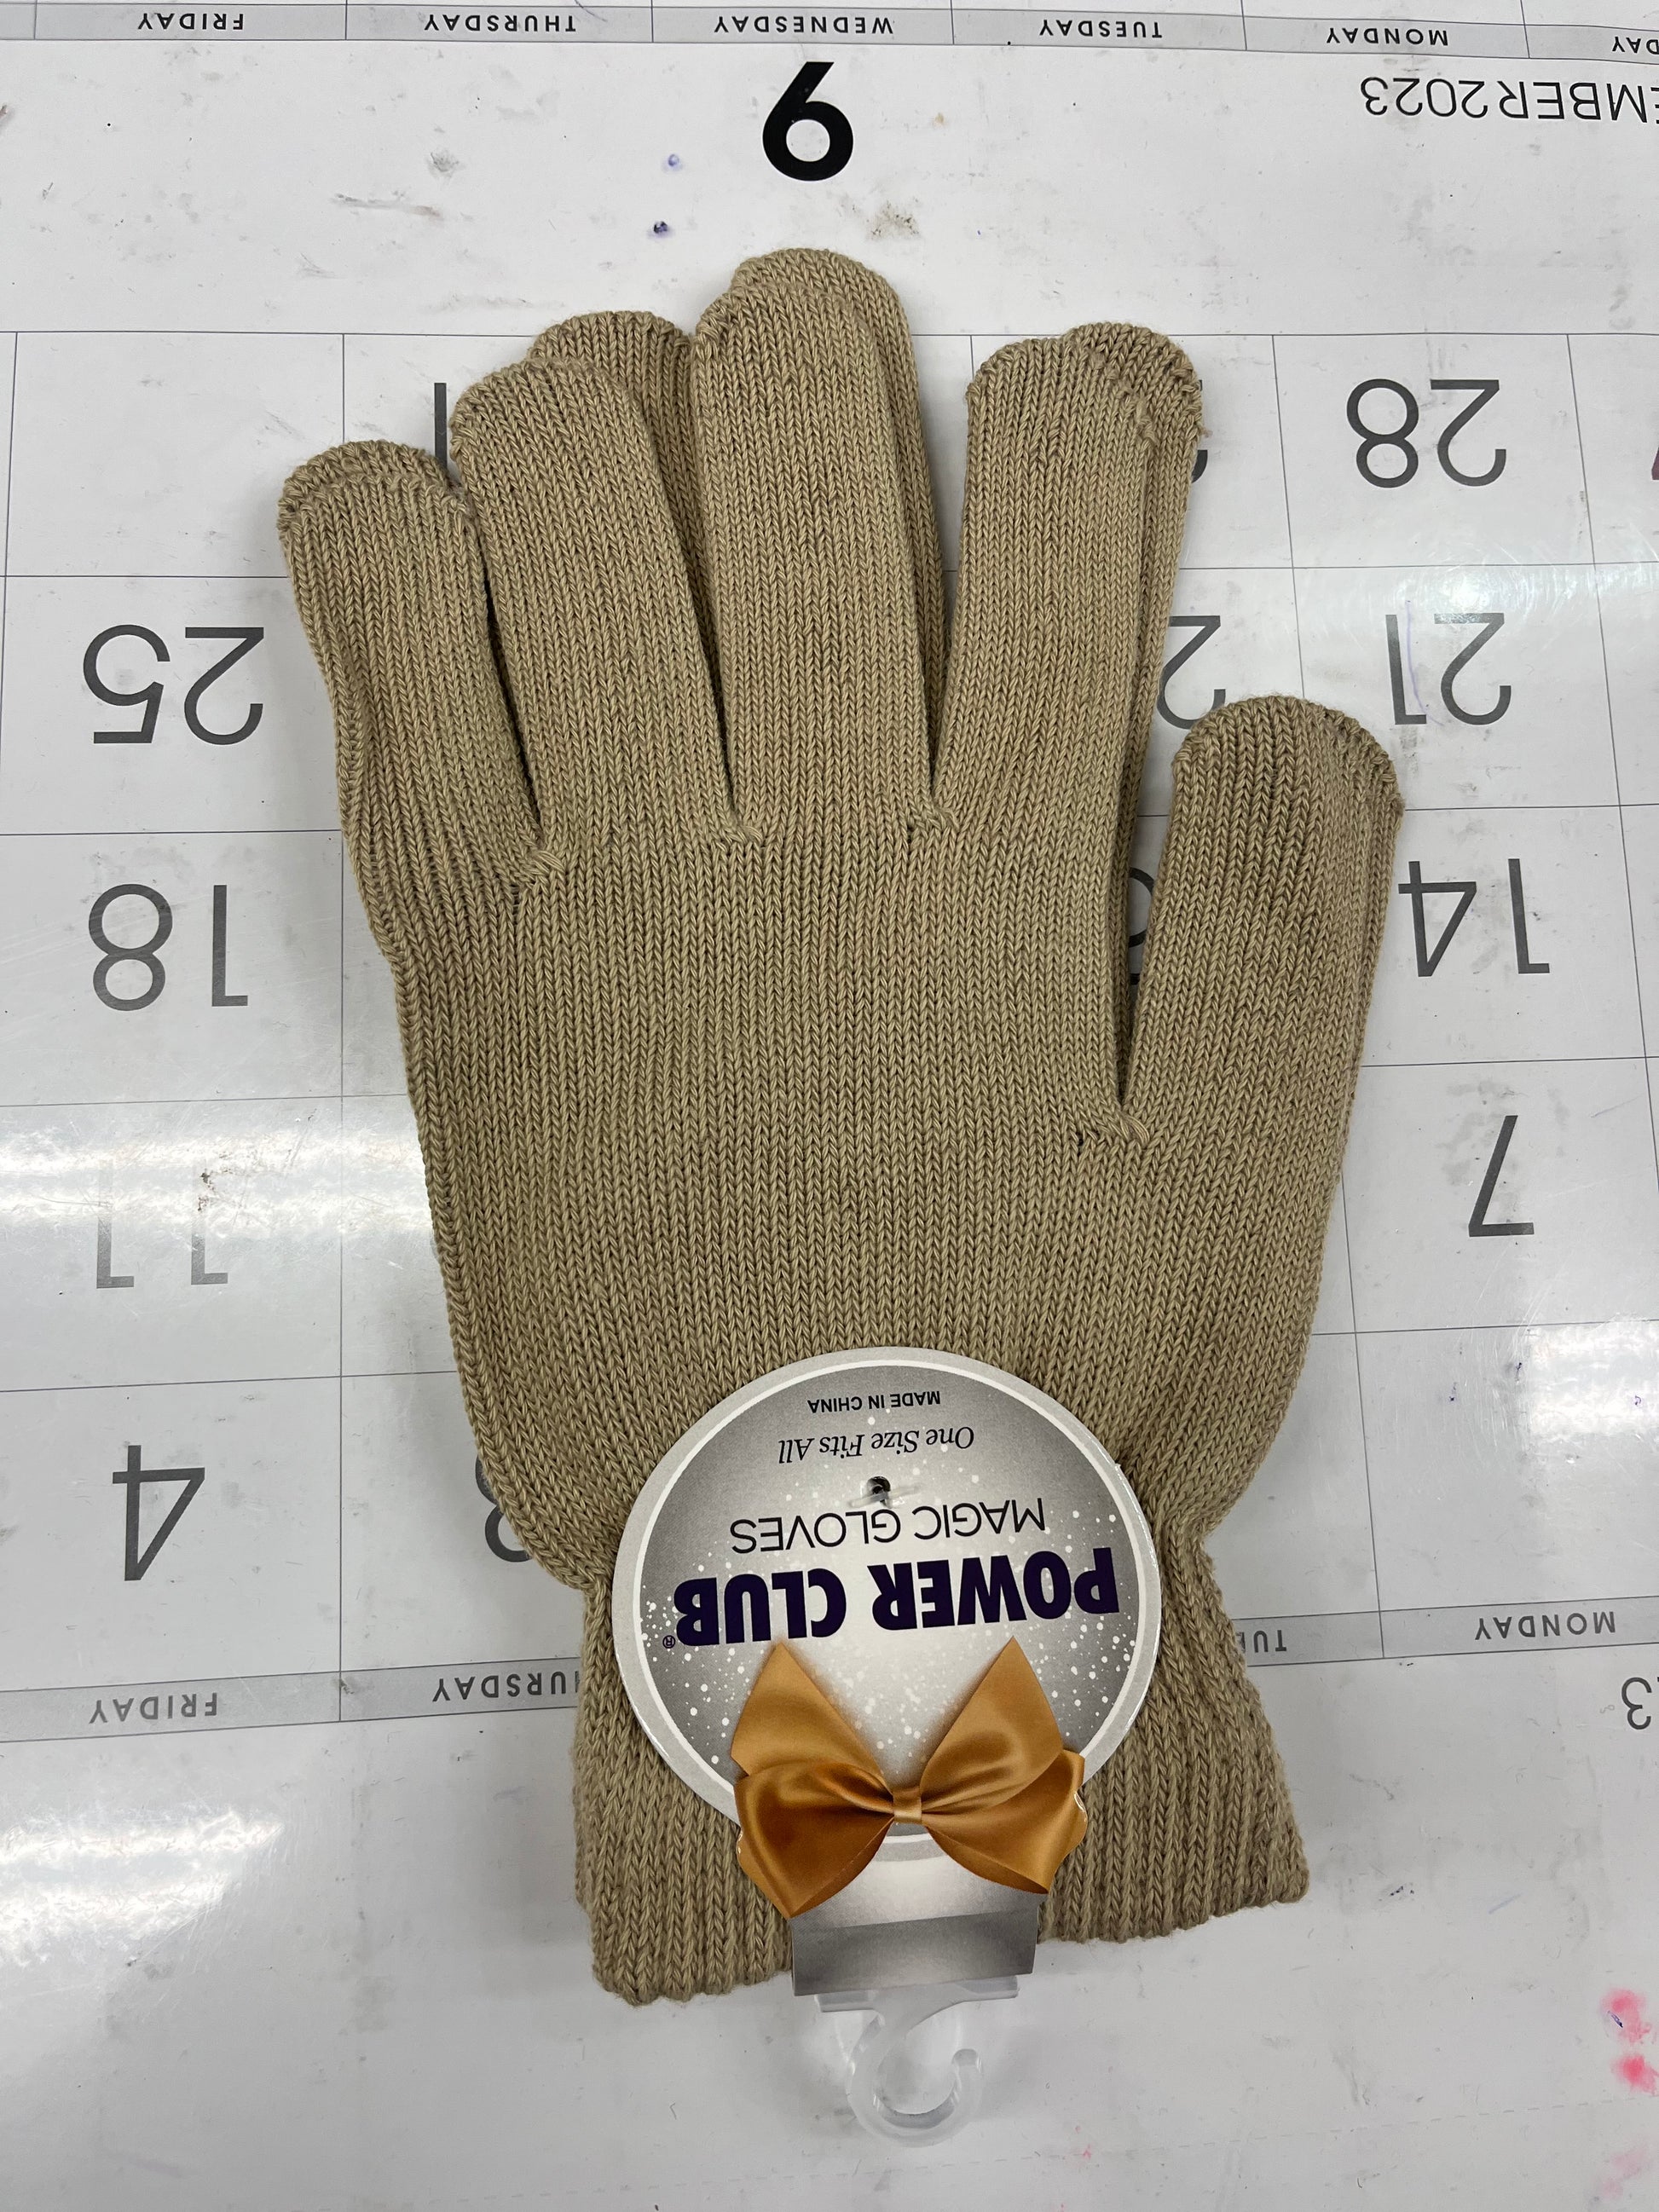 POWER CLUB®
MAGIC GLOVES
One Size Fits All
MADE IN CHINA
MONDAY
FRIDAY
4
7
11
14
18
21
25
28
EMBER 2023
9
MONDAY
TUESDAY
WEDNESDAY
THURSDAY
FRIDAY